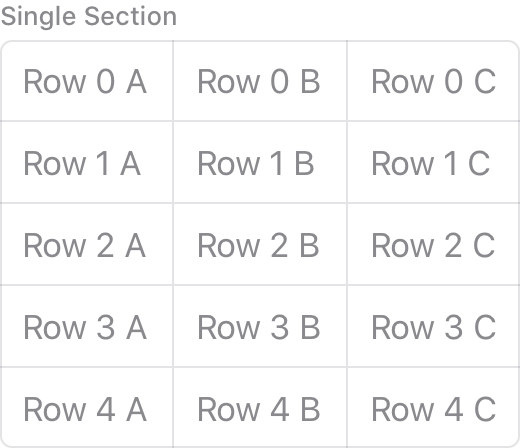 Single Section
Row 0 A Row 0 B Row 0 C
Row 1 A Row 1 B Row 1 C
Row 2 A Row 2 B Row 2 C
Row 3 A Row 3 B Row 3 C
Row 4 A Row 4 B Row 4 C